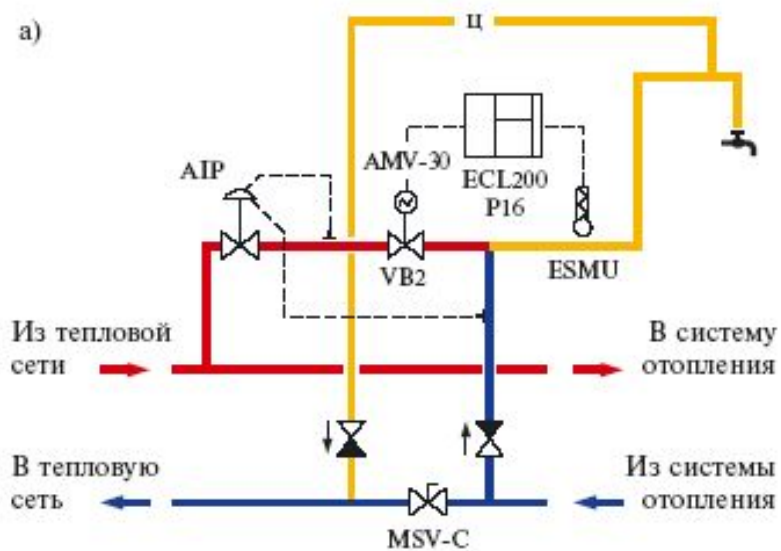 а)
Ц
AMV-30
ECL200
P16
AIP
VB2
ESMU
Из тепловой
сети
В систему
отопления
В тепловую
сеть
Из системы
отопления
MSV-C